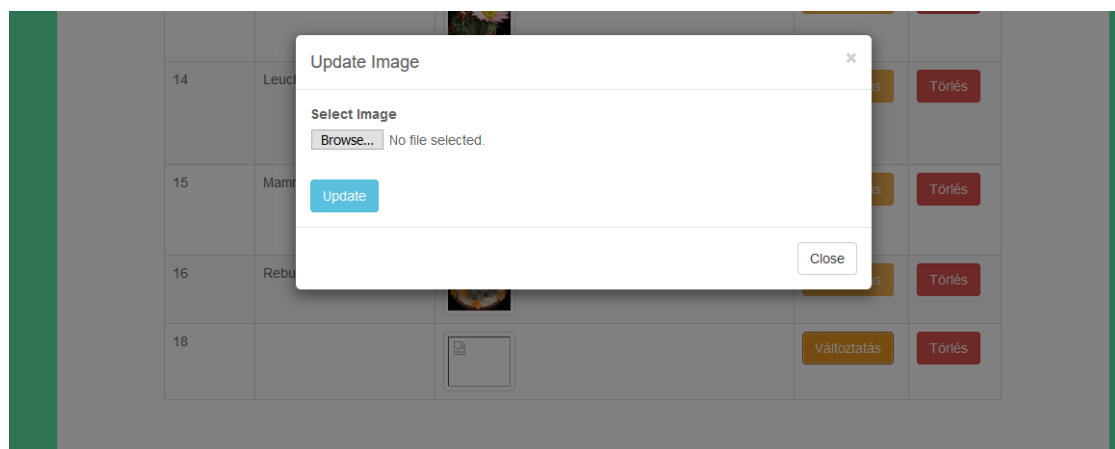 Update Image
×
14 Törlés
Select Image
Browse... No file selected.
15 Törlés
Update
Close
16 Törlés
18 Változtatás Törlés